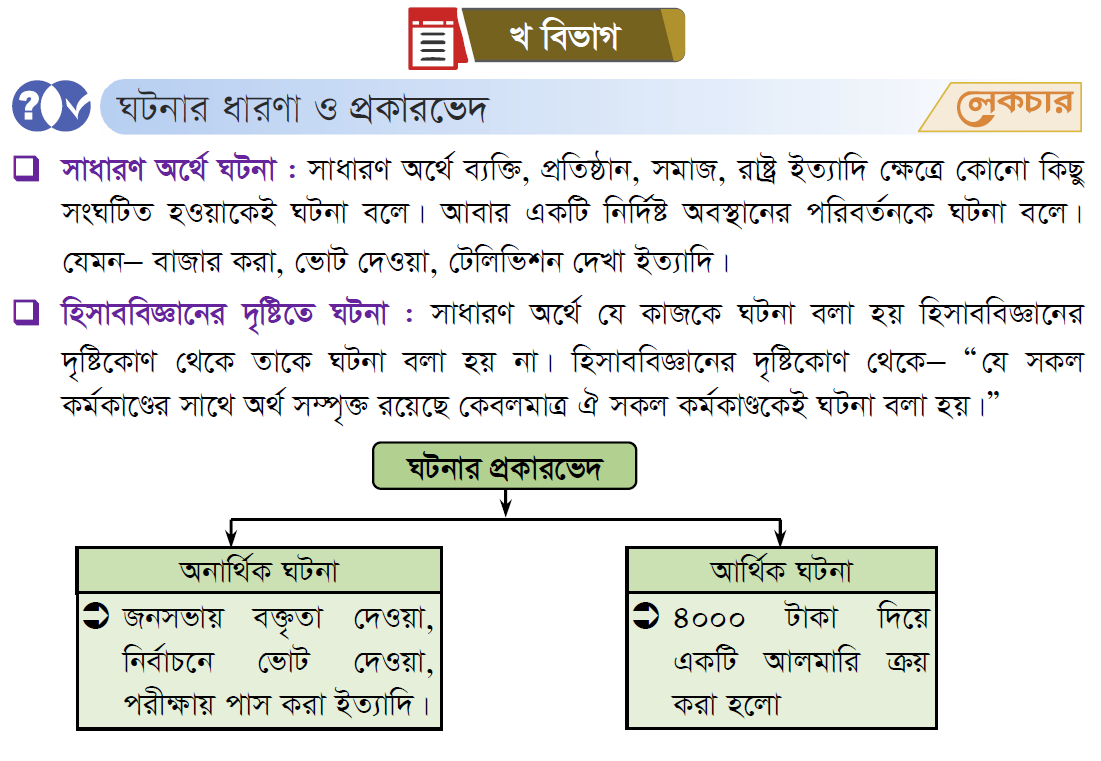 খ বিভাগ
ঘটনার ধারণা ও প্রকারভেদ
লেকচার
সাধারণ অর্থে ঘটনা : সাধারণ অর্থে ব্যক্তি, প্রতিষ্ঠান, সমাজ, রাষ্ট্র ইত্যাদি ক্ষেত্রে কোনো কিছু
সংঘটিত হওয়াকেই ঘটনা বলে। আবার একটি নির্দিষ্ট অবস্থানের পরিবর্তনকে ঘটনা বলে।
যেমন– বাজার করা, ভোট দেওয়া, টেলিভিশন দেখা ইত্যাদি।
হিসাববিজ্ঞানের দৃষ্টিতে ঘটনা : সাধারণ অর্থে যে কাজকে ঘটনা বলা হয় হিসাববিজ্ঞানের
দৃষ্টিকোণ থেকে তাকে ঘটনা বলা হয় না। হিসাববিজ্ঞানের দৃষ্টিকোণ থেকে– “যে সকল
কর্মকাণ্ডের সাথে অর্থ সম্পৃক্ত রয়েছে কেবলমাত্র ঐ সকল কর্মকাণ্ডকেই ঘটনা বলা হয়।”
ঘটনার প্রকারভেদ
অনার্থিক ঘটনা
জনসভায় বক্তৃতা দেওয়া,
নির্বাচনে ভোট দেওয়া,
পরীক্ষায় পাস করা ইত্যাদি।
আর্থিক ঘটনা
৪০০০ টাকা দিয়ে
একটি আলমারি ক্রয়
করা হলো